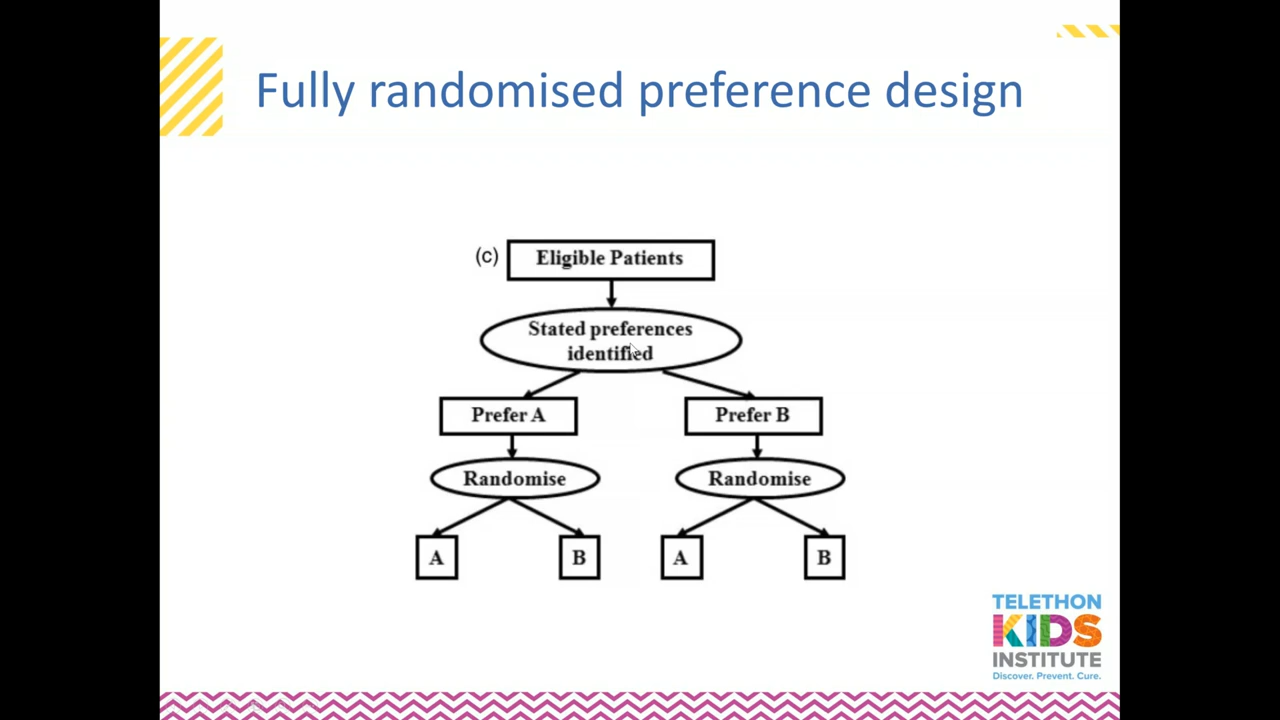 Fully randomised preference design
(c)
Eligible Patients
Stated preferences
identified
Prefer A
Prefer B
Randomise
Randomise
A
B
A
B
TELETHON
KIDS
INSTITUTE
Discover. Prevent. Cure.